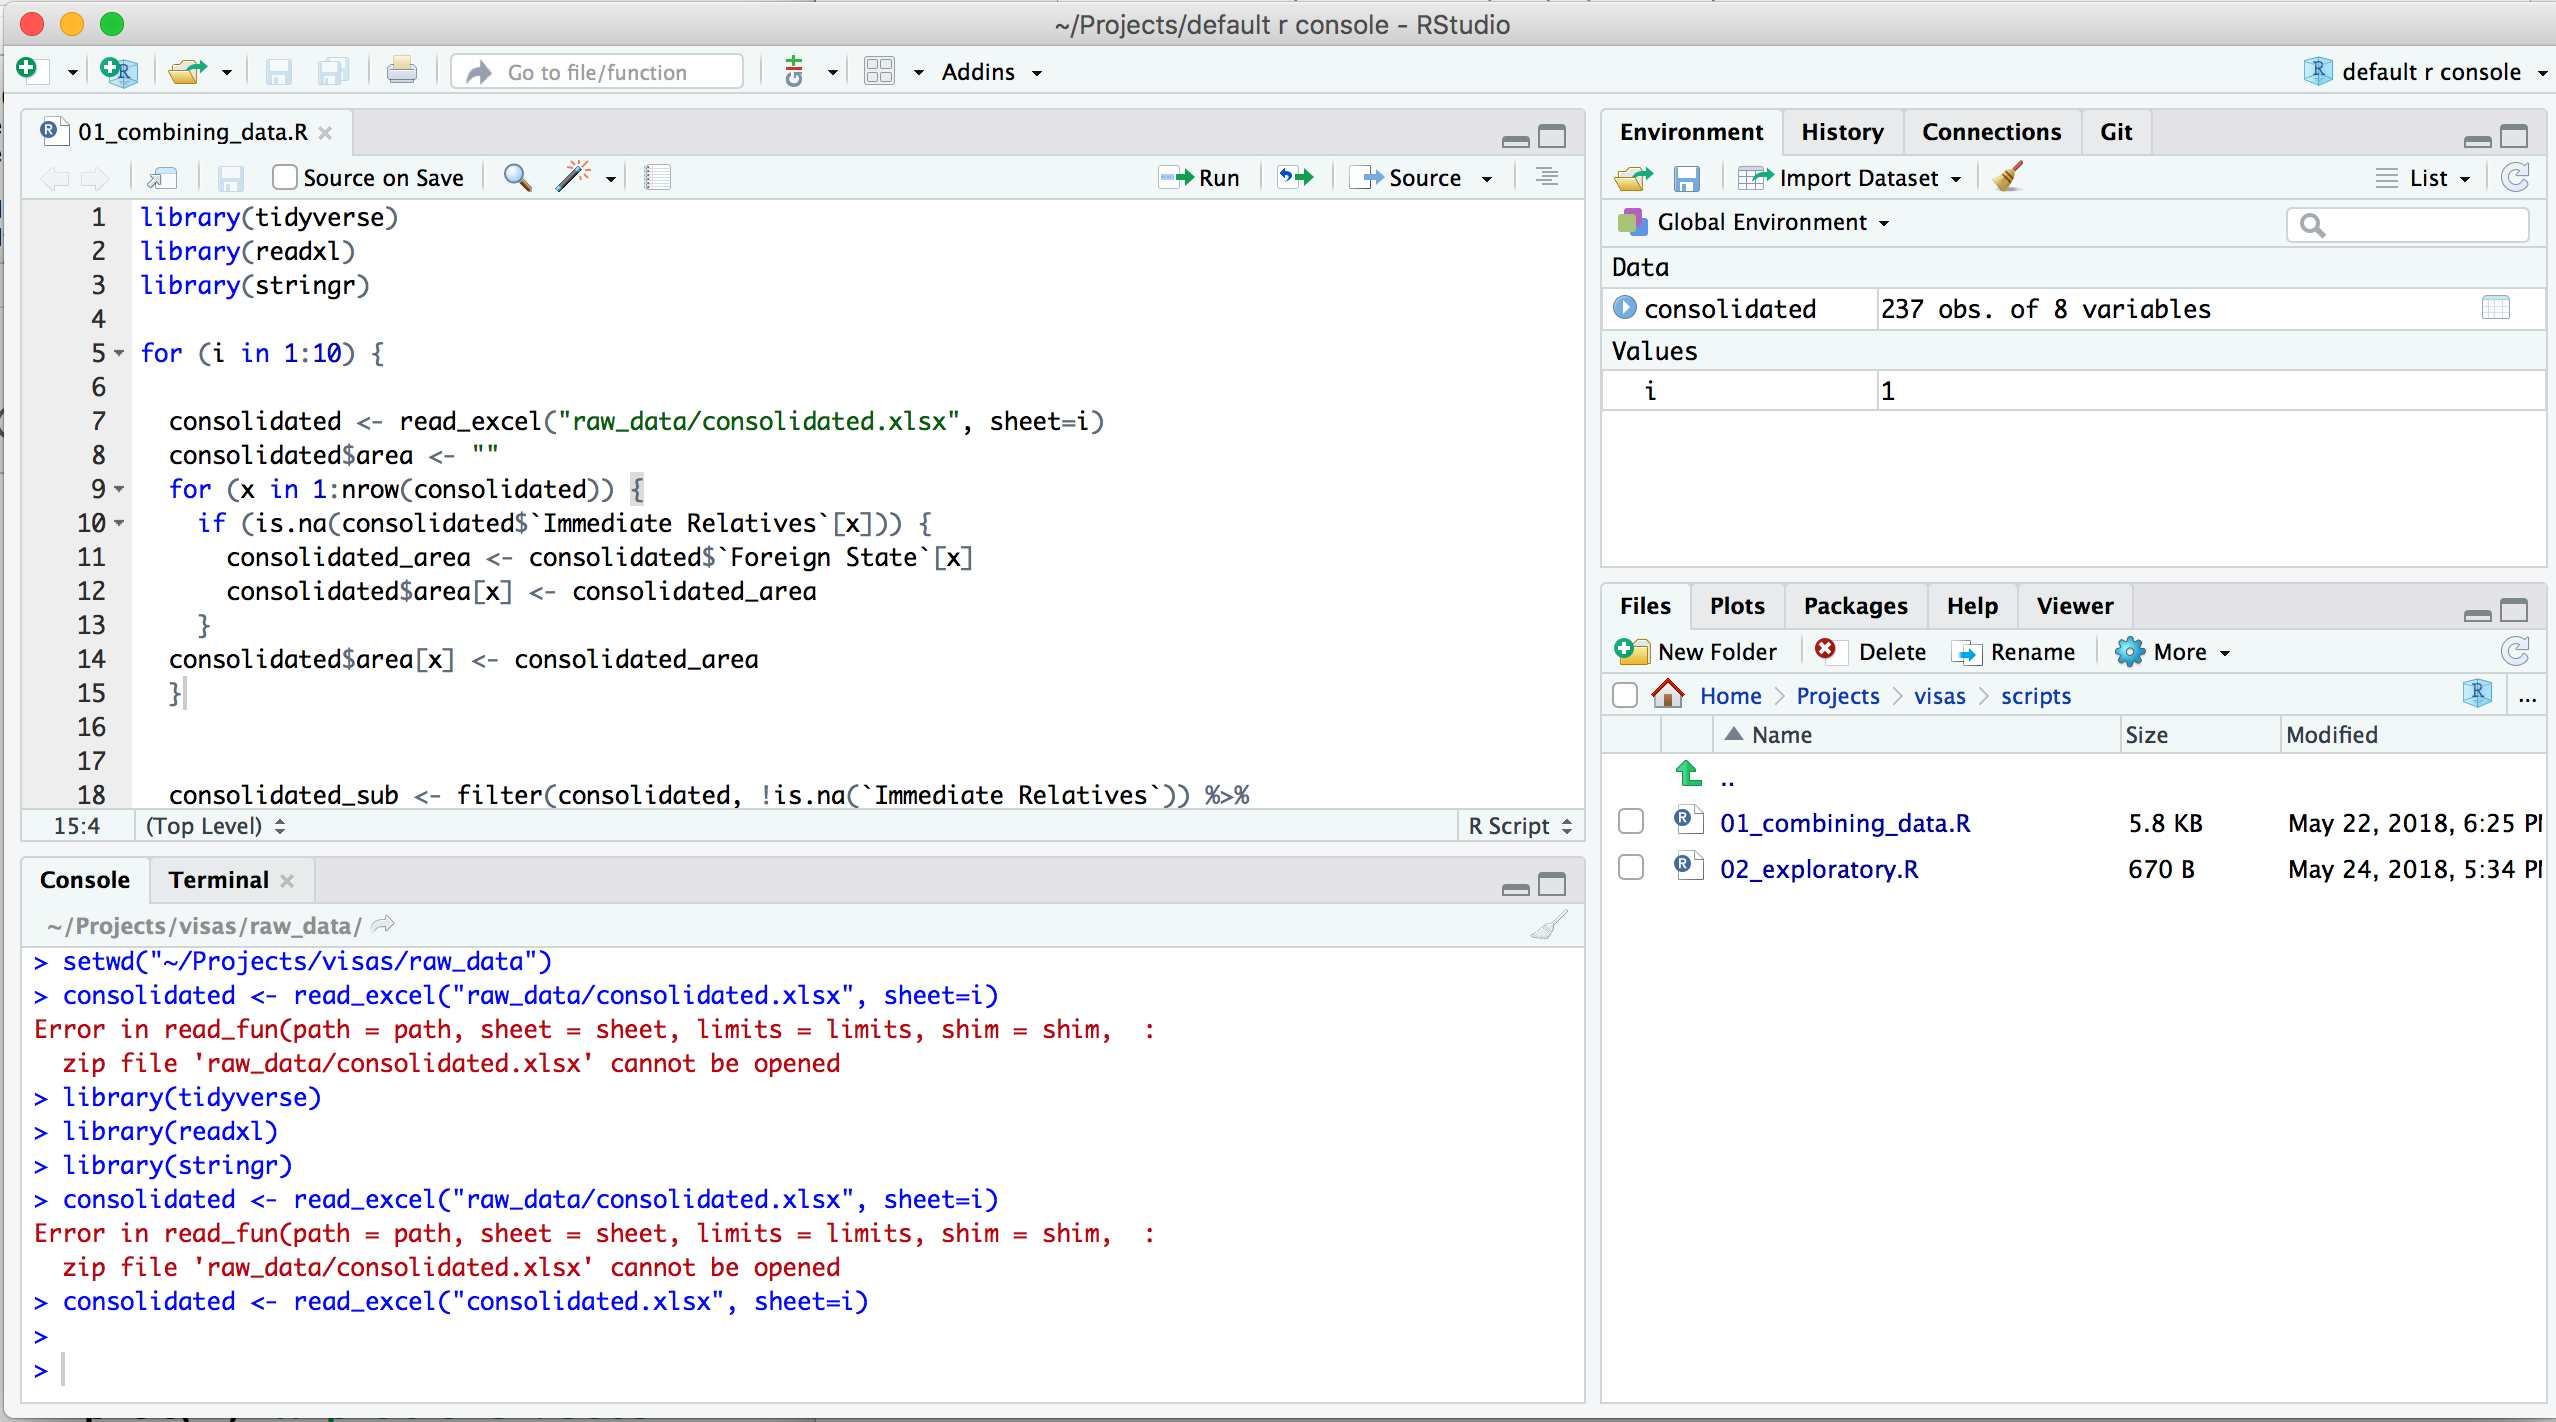 ~/Projects/default r console - RStudio
Go to file/function
Addins
default r console
01_combining_data.R
Source on Save
Run
Source
1 library(tidyverse)
2 library(readxl)
3 library(stringr)
4
5 for (i in 1:10) {
6
7 consolidated <- read_excel("raw_data/consolidated.xlsx", sheet=i)
8 consolidated$area <- ""
9 for (x in 1:nrow(consolidated)) {
10 if (is.na(consolidated$`Immediate Relatives`[x])) {
11 consolidated_area <- consolidated$`Foreign State`[x]
12 consolidated$area[x] <- consolidated_area
13 }
14 consolidated$area[x] <- consolidated_area
15 }
16
17
18 consolidated_sub <- filter(consolidated, !is.na(`Immediate Relatives`)) %>%
15:4 (Top Level) R Script
Console Terminal
~/Projects/visas/raw_data/
> setwd("~/Projects/visas/raw_data")
> consolidated <- read_excel("raw_data/consolidated.xlsx", sheet=i)
Error in read_fun(path = path, sheet = sheet, limits = limits, shim = shim, :
zip file 'raw_data/consolidated.xlsx' cannot be opened
> library(tidyverse)
> library(readxl)
> library(stringr)
> consolidated <- read_excel("raw_data/consolidated.xlsx", sheet=i)
Error in read_fun(path = path, sheet = sheet, limits = limits, shim = shim, :
zip file 'raw_data/consolidated.xlsx' cannot be opened
> consolidated <- read_excel("consolidated.xlsx", sheet=i)
>
>
Environment History Connections Git
Import Dataset List
Global Environment
Data
consolidated 237 obs. of 8 variables
Values
i 1
Files Plots Packages Help Viewer
New Folder Delete Rename More
Home Projects visas scripts ...
Name Size Modified
..
01_combining_data.R 5.8 KB May 22, 2018, 6:25 P
02_exploratory.R 670 B May 24, 2018, 5:34 P